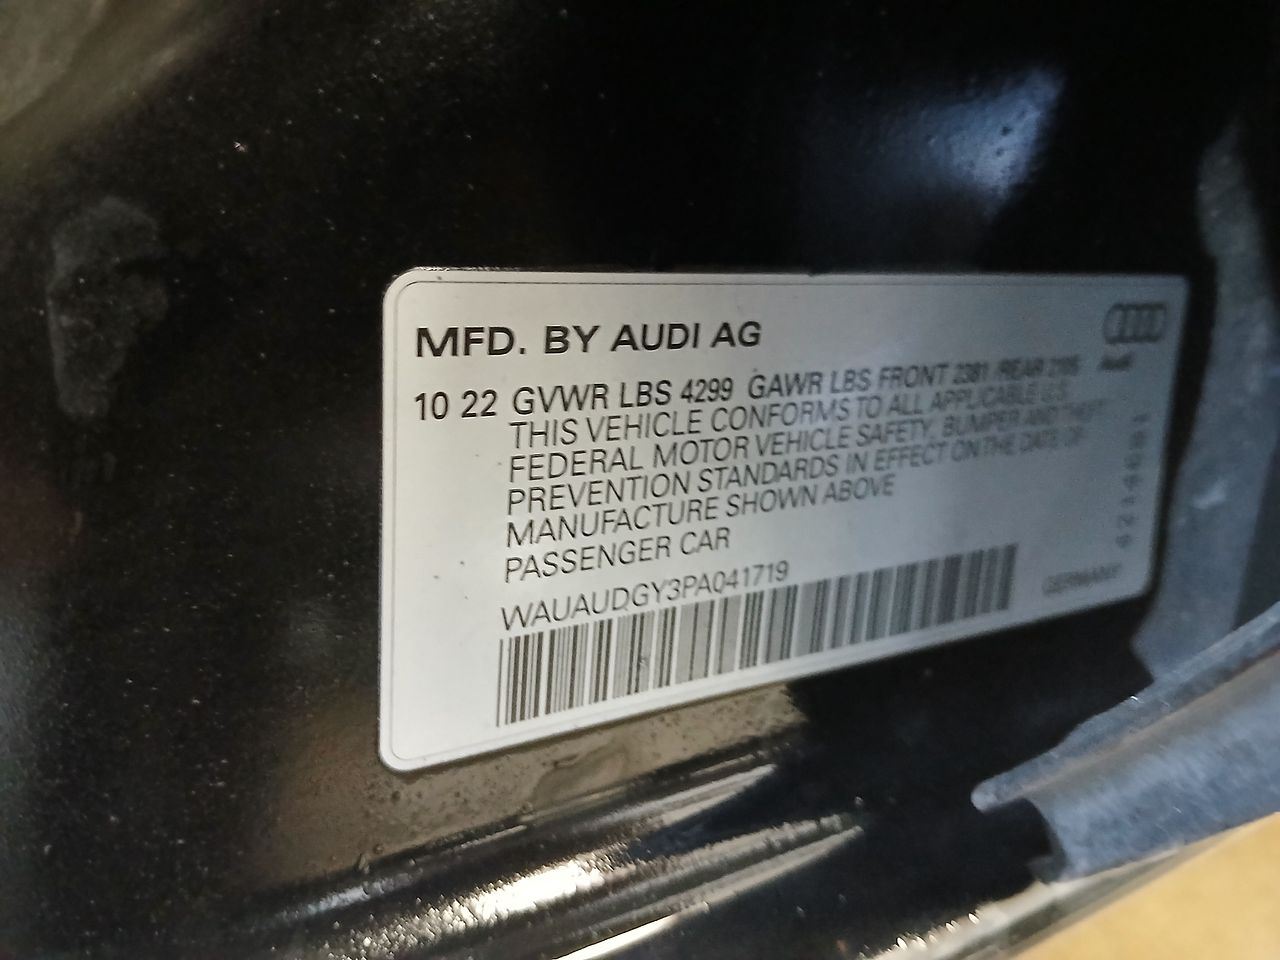 MFD. BY AUDI AG
10 22 GVWR LBS 4299 GAWR LBS FRONT 2381 REAR 2105
Audi
THIS VEHICLE CONFORMS TO ALL APPLICABLE U.S.
FEDERAL MOTOR VEHICLE SAFETY, BUMPER AND THEFT
PREVENTION STANDARDS IN EFFECT ON THE DATE OF
MANUFACTURE SHOWN ABOVE
PASSENGER CAR
WAUAUDGY3PA041719
GERMANY